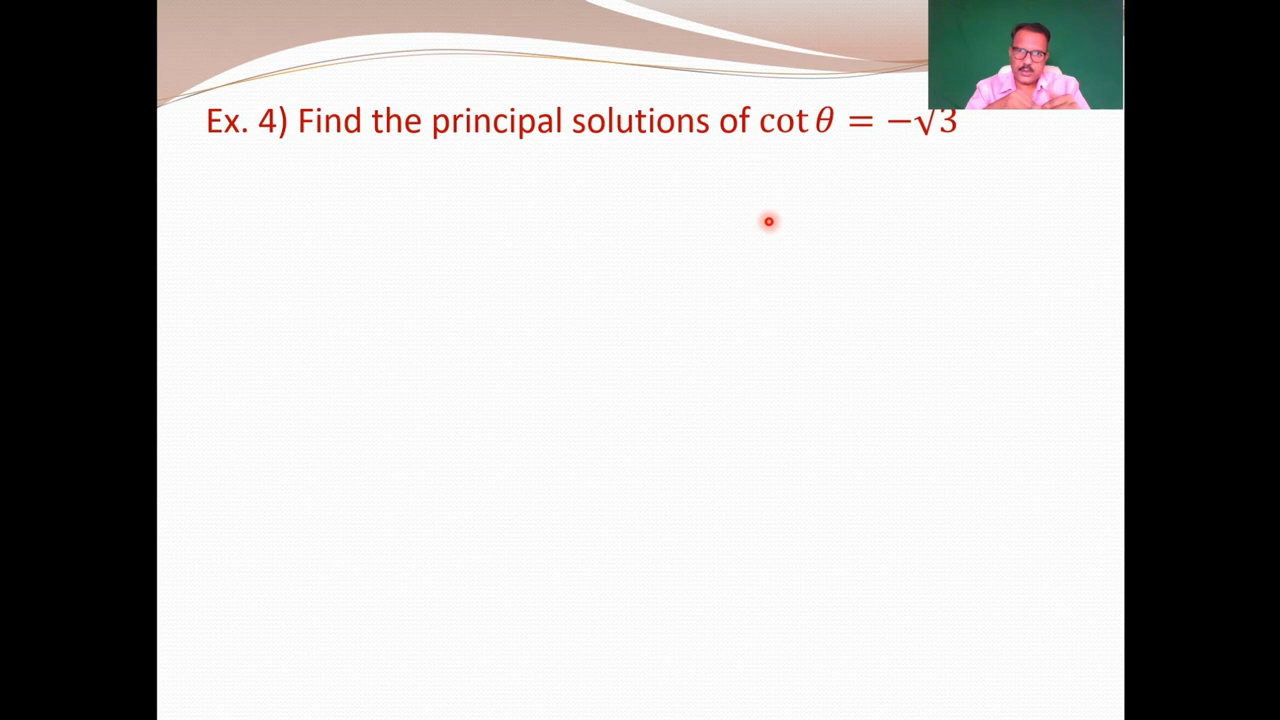 Ex. 4) Find the principal solutions of cot θ = −√3